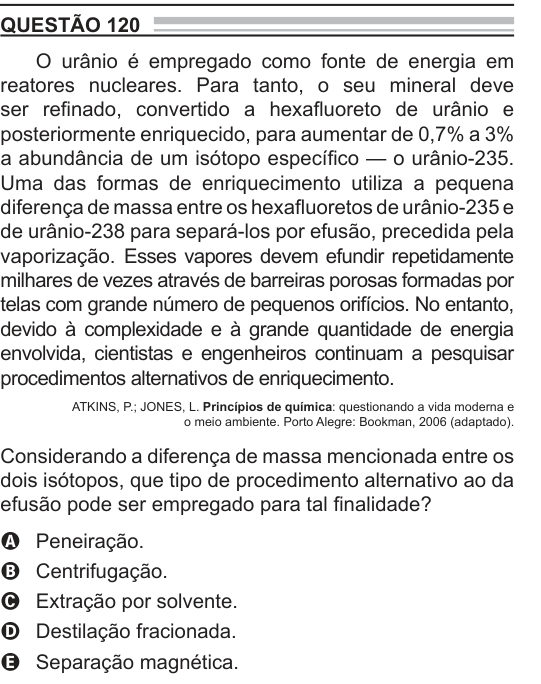 QUESTÃO 120
O urânio é empregado como fonte de energia em
reatores nucleares. Para tanto, o seu mineral deve
ser refinado, convertido a hexafluoreto de urânio e
posteriormente enriquecido, para aumentar de 0,7% a 3%
a abundância de um isótopo específico — o urânio-235.
Uma das formas de enriquecimento utiliza a pequena
diferença de massa entre os hexafluoretos de urânio-235 e
de urânio-238 para separá-los por efusão, precedida pela
vaporização. Esses vapores devem efundir repetidamente
milhares de vezes através de barreiras porosas formadas por
telas com grande número de pequenos orifícios. No entanto,
devido à complexidade e à grande quantidade de energia
envolvida, cientistas e engenheiros continuam a pesquisar
procedimentos alternativos de enriquecimento.
ATKINS, P.; JONES, L. Princípios de química: questionando a vida moderna e
o meio ambiente. Porto Alegre: Bookman, 2006 (adaptado).
Considerando a diferença de massa mencionada entre os
dois isótopos, que tipo de procedimento alternativo ao da
efusão pode ser empregado para tal finalidade?
A Peneiração.
B Centrifugação.
C Extração por solvente.
D Destilação fracionada.
E Separação magnética.